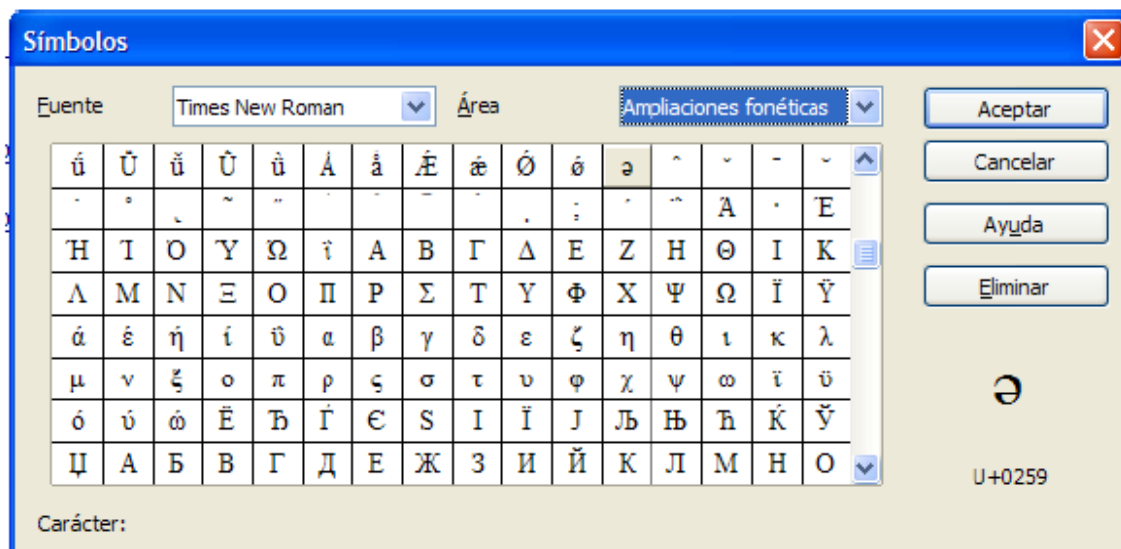 Símbolos
Fuente Times New Roman Área Ampliaciones fonéticas Aceptar
Cancelar
Ayuda
Eliminar
ǘ Ǚ ǚ Ǜ ǜ Ǻ ǻ Ǽ ǽ Ǿ ǿ ə ˆ ˇ ˉ ˘
˙ ˚ ˛ ˜ ˝ ΄ ΅ Ά · Έ
Ή Ί Ό Ύ Ώ ΐ Α Β Γ Δ Ε Ζ Η Θ Ι Κ
Λ Μ Ν Ξ Ο Π Ρ Σ Τ Υ Φ Χ Ψ Ω Ϊ Ϋ
ά έ ή ί ΰ α β γ δ ε ζ η θ ι κ λ
μ ν ξ ο π ρ ς σ τ υ φ χ ψ ω ϊ ϋ
ό ύ ώ Ё Ђ Ѓ Є Ѕ І Ї Ј Љ Њ Ћ Ќ Ў
Џ А Б В Г Д Е Ж З И Й К Л М Н О
ə
U+0259
Carácter: